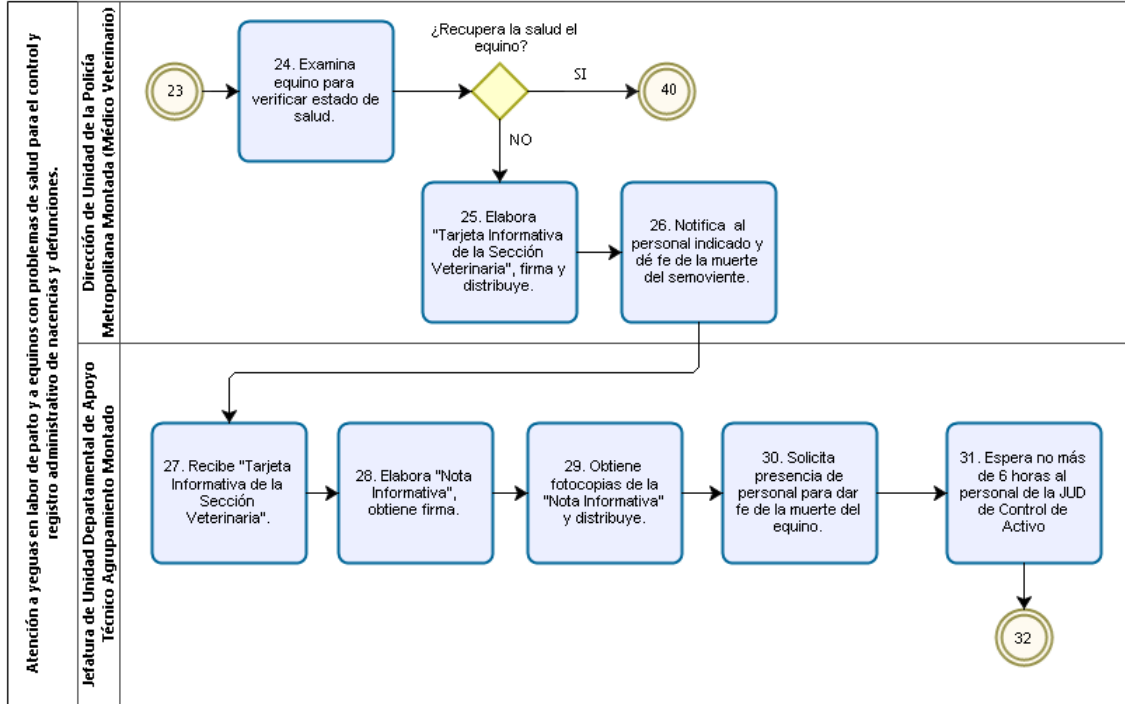 Atención a yeguas en labor de parto y a equinos con problemas de salud para el control y
registro administrativo de nacencias y defunciones.
Dirección de Unidad de la Policía
Metropolitana Montada (Médico Veterinario)
23
24. Examina
equino para
verificar estado de
salud.
¿Recupera la salud el
equino?
SI
40
NO
25. Elabora
"Tarjeta Informativa
de la Sección
Veterinaria", firma y
distribuye.
26. Notifica al
personal indicado y
dé fe de la muerte
del semoviente.
Jefatura de Unidad Departamental de Apoyo
Técnico Agrupamiento Montado
27. Recibe "Tarjeta
Informativa de la
Sección
Veterinaria".
28. Elabora "Nota
Informativa",
obtiene firma.
29. Obtiene
fotocopias de la
"Nota Informativa"
y distribuye.
30. Solicita
presencia de
personal para dar
fe de la muerte del
equino.
31. Espera no más
de 6 horas al
personal de la JUD
de Control de
Activo
32